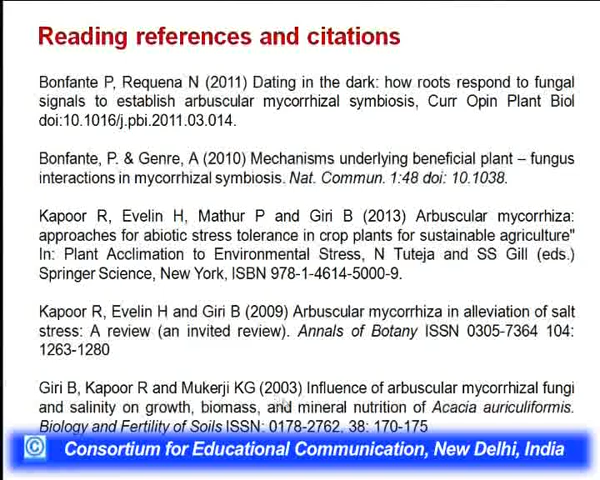 Reading references and citations
Bonfante P, Requena N (2011) Dating in the dark: how roots respond to fungal
signals to establish arbuscular mycorrhizal symbiosis, Curr Opin Plant Biol
doi:10.1016/j.pbi.2011.03.014.
Bonfante, P. & Genre, A (2010) Mechanisms underlying beneficial plant – fungus
interactions in mycorrhizal symbiosis. Nat. Commun. 1:48 doi: 10.1038.
Kapoor R, Evelin H, Mathur P and Giri B (2013) Arbuscular mycorrhiza:
approaches for abiotic stress tolerance in crop plants for sustainable agriculture"
In: Plant Acclimation to Environmental Stress, N Tuteja and SS Gill (eds.)
Springer Science, New York, ISBN 978-1-4614-5000-9.
Kapoor R, Evelin H and Giri B (2009) Arbuscular mycorrhiza in alleviation of salt
stress: A review (an invited review). Annals of Botany ISSN 0305-7364 104:
1263-1280
Giri B, Kapoor R and Mukerji KG (2003) Influence of arbuscular mycorrhizal fungi
and salinity on growth, biomass, and mineral nutrition of Acacia auriculiformis.
Biology and Fertility of Soils ISSN: 0178-2762. 38: 170-175
© Consortium for Educational Communication, New Delhi, India